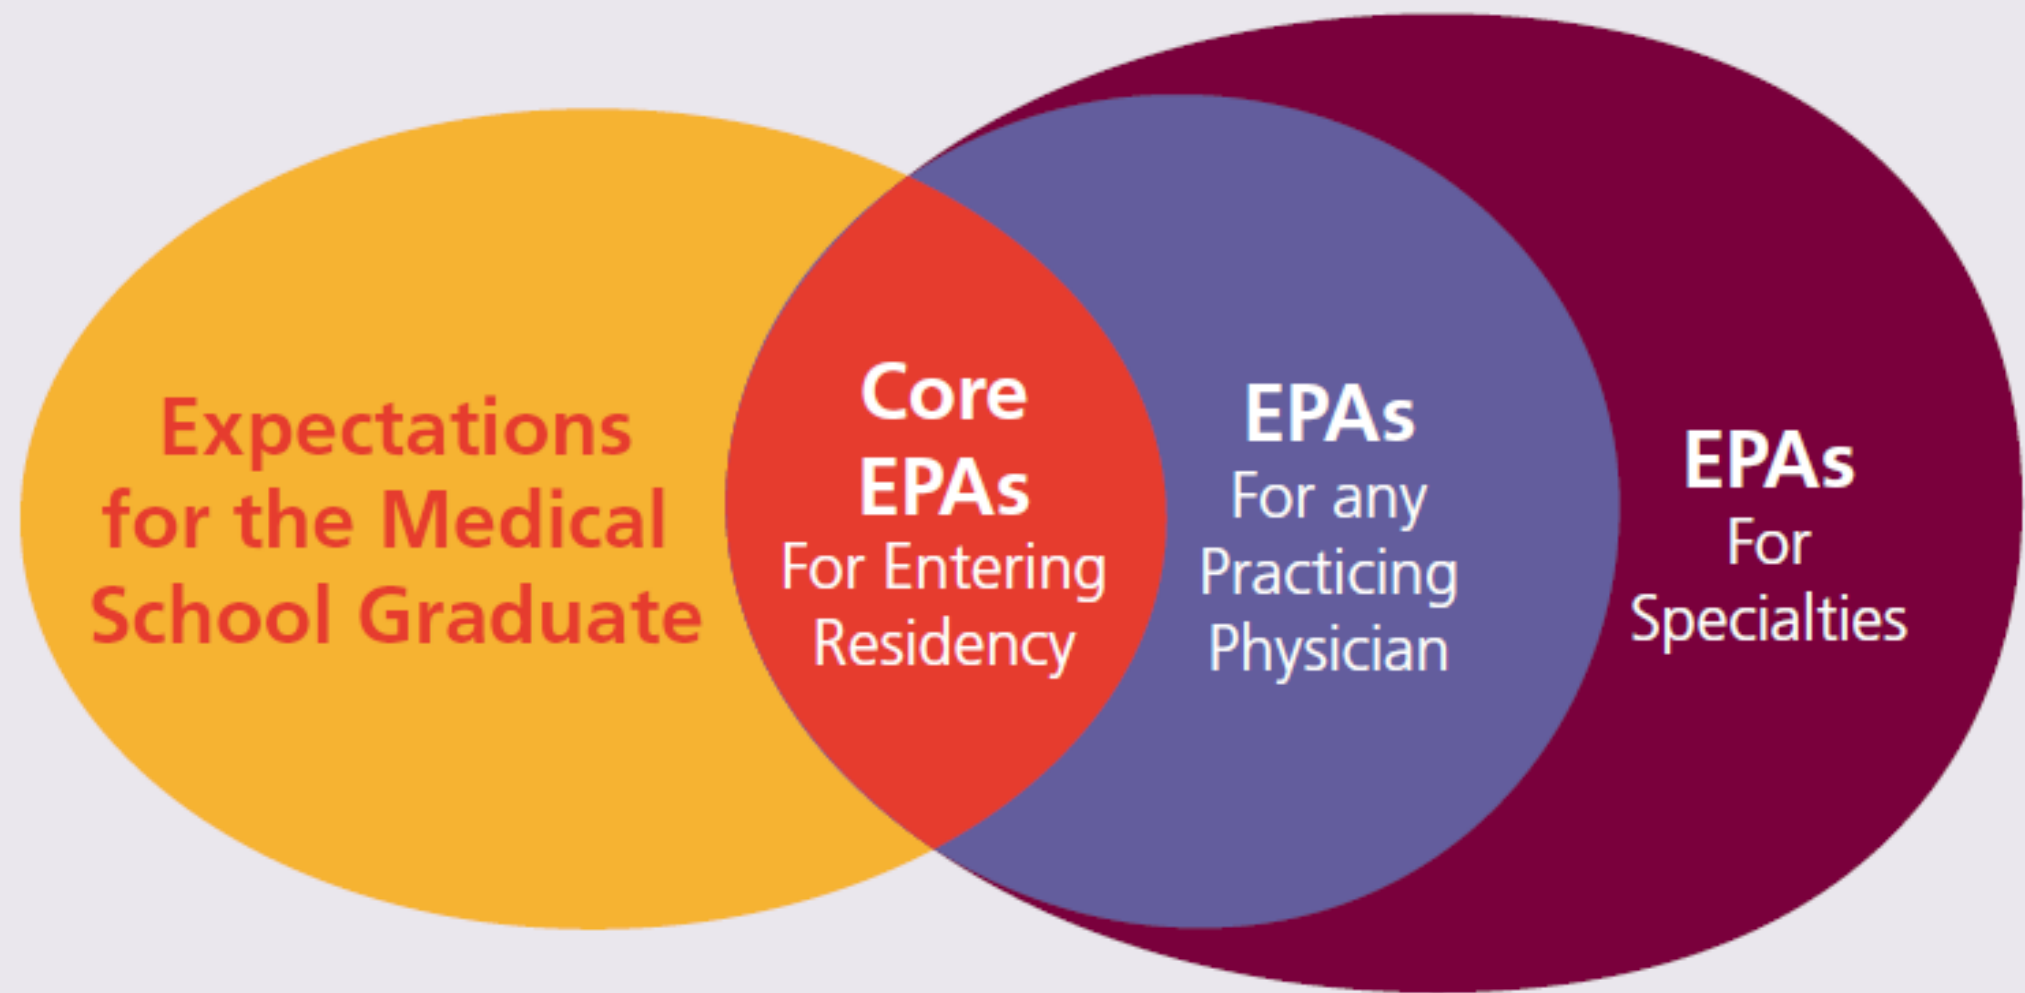 Expectations
for the Medical
School Graduate
Core
EPAs
For Entering
Residency
EPAs
For any
Practicing
Physician
EPAs
For
Specialties